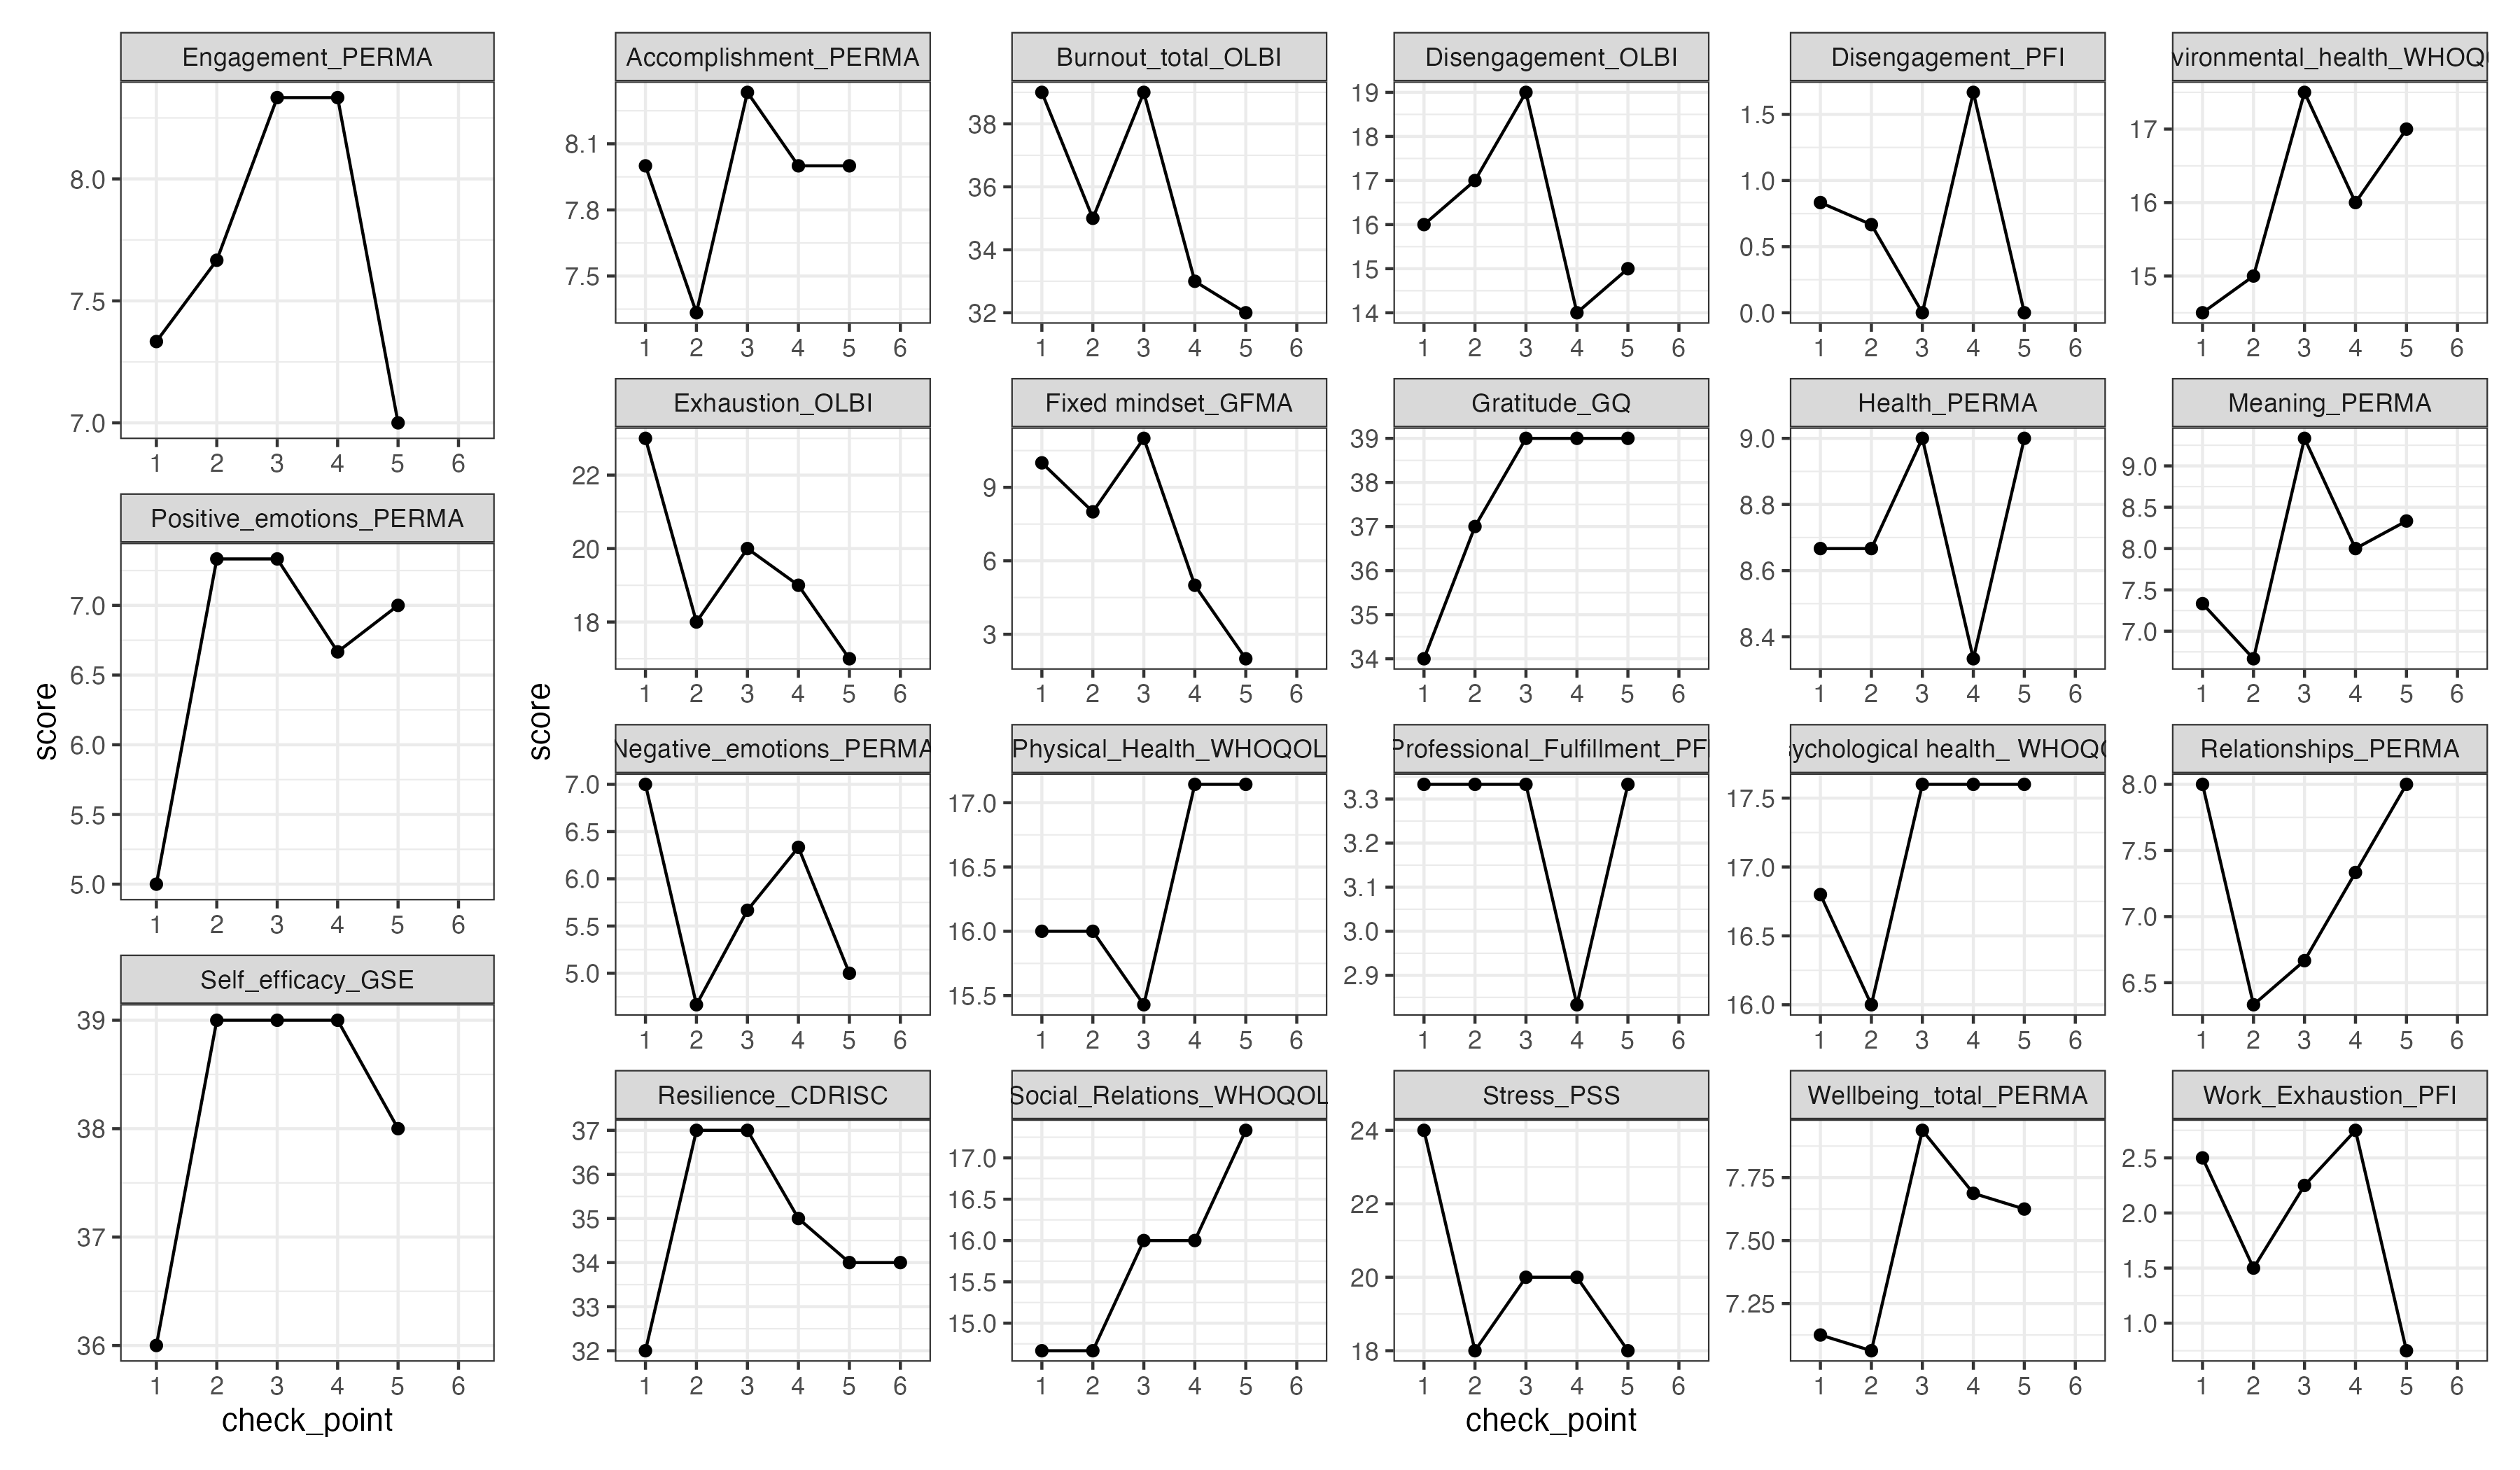 Engagement_PERMA
8.0
7.5
7.0
1 2 3 4 5 6
Positive_emotions_PERMA
7.0
6.5
6.0
5.5
5.0
1 2 3 4 5 6
Self_efficacy_GSE
39
38
37
36
1 2 3 4 5 6
score
check_point
Accomplishment_PERMA
8.1
7.8
7.5
1 2 3 4 5 6
Burnout_total_OLBI
38
36
34
32
1 2 3 4 5 6
Disengagement_OLBI
19
18
17
16
15
14
1 2 3 4 5 6
Disengagement_PFI
1.5
1.0
0.5
0.0
1 2 3 4 5 6
vironmental_health_WHOQ
17
16
15
1 2 3 4 5 6
Exhaustion_OLBI
22
20
18
1 2 3 4 5 6
Fixed mindset_GFMA
9
6
3
1 2 3 4 5 6
Gratitude_GQ
39
38
37
36
35
34
1 2 3 4 5 6
Health_PERMA
9.0
8.8
8.6
8.4
1 2 3 4 5 6
Meaning_PERMA
9.0
8.5
8.0
7.5
7.0
1 2 3 4 5 6
Negative_emotions_PERMA
7.0
6.5
6.0
5.5
5.0
1 2 3 4 5 6
Physical_Health_WHOQOL
17.0
16.5
16.0
15.5
1 2 3 4 5 6
Professional_Fulfillment_PF
3.3
3.2
3.1
3.0
2.9
1 2 3 4 5 6
ychological health_ WHOQ
17.5
17.0
16.5
16.0
1 2 3 4 5 6
Relationships_PERMA
8.0
7.5
7.0
6.5
1 2 3 4 5 6
Resilience_CDRISC
37
36
35
34
33
32
1 2 3 4 5 6
Social_Relations_WHOQOL
17.0
16.5
16.0
15.5
15.0
1 2 3 4 5 6
Stress_PSS
24
22
20
18
1 2 3 4 5 6
Wellbeing_total_PERMA
7.75
7.50
7.25
1 2 3 4 5 6
Work_Exhaustion_PFI
2.5
2.0
1.5
1.0
1 2 3 4 5 6
score
check_point